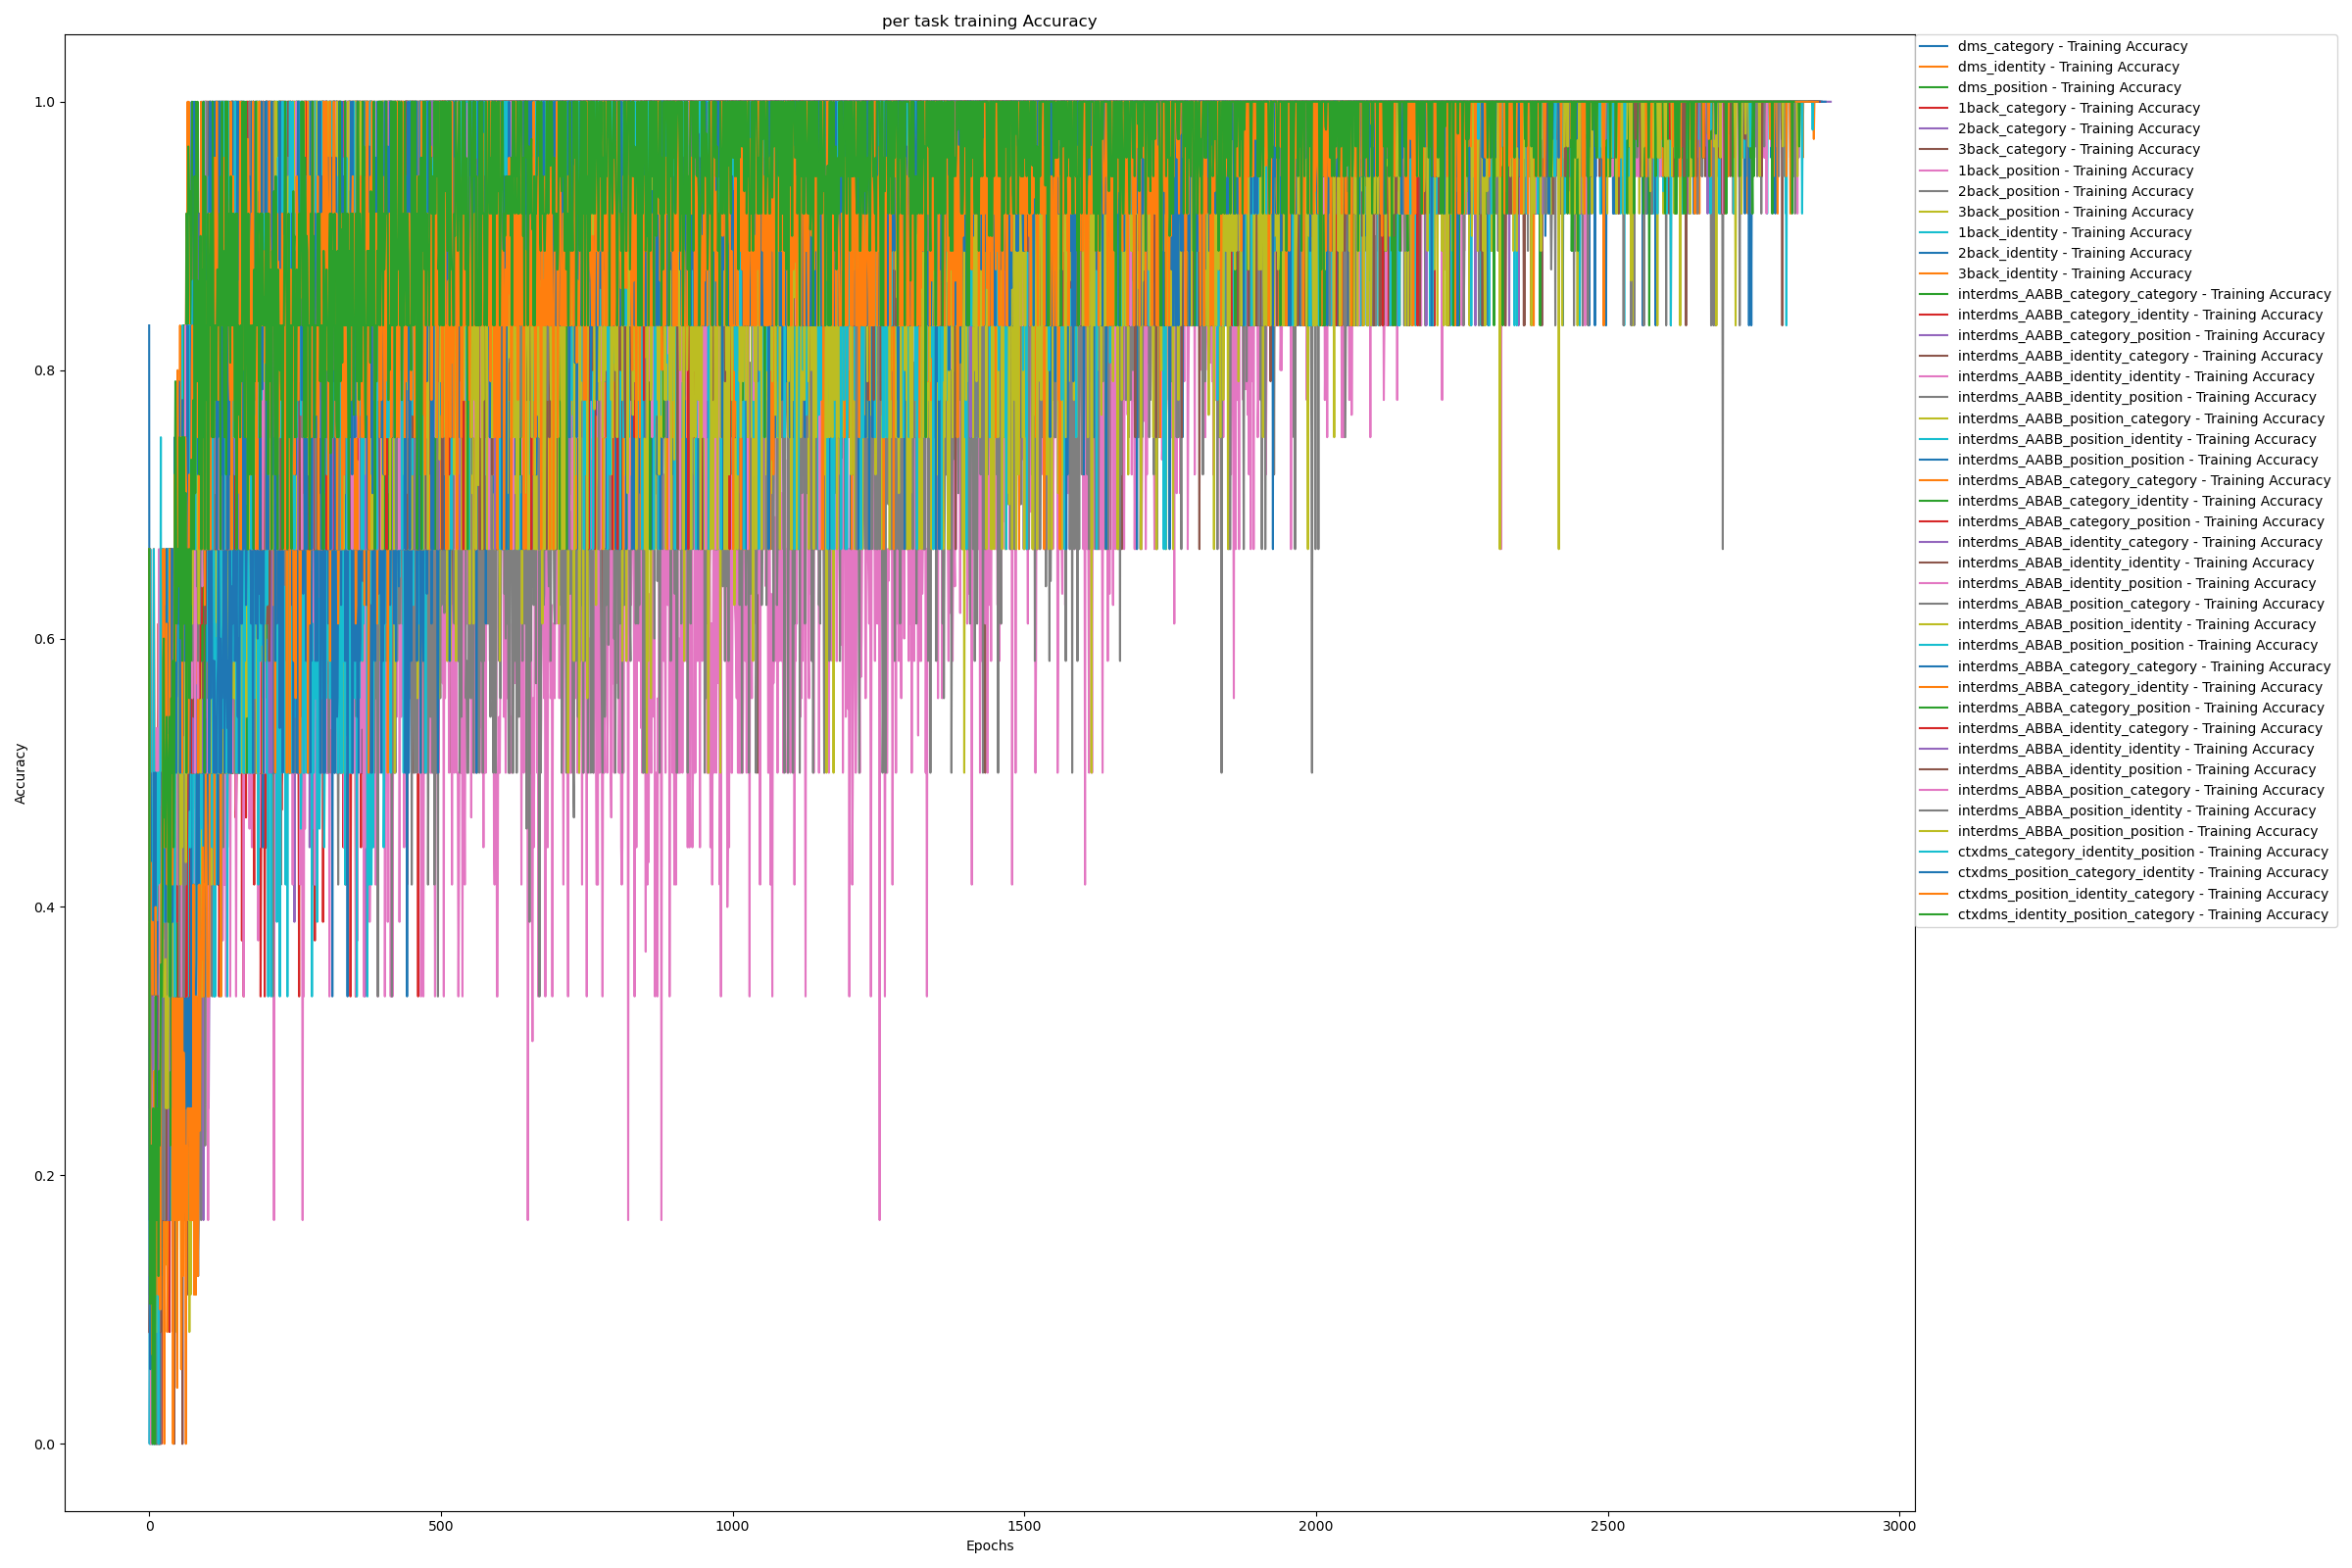 per task training Accuracy
1.0
0.8
0.6
0.4
0.2
0.0
Accuracy
0
500
1000
1500
2000
2500
3000
Epochs
dms_category - Training Accuracy
dms_identity - Training Accuracy
dms_position - Training Accuracy
1back_category - Training Accuracy
2back_category - Training Accuracy
3back_category - Training Accuracy
1back_position - Training Accuracy
2back_position - Training Accuracy
3back_position - Training Accuracy
1back_identity - Training Accuracy
2back_identity - Training Accuracy
3back_identity - Training Accuracy
interdms_AABB_category_category - Training Accuracy
interdms_AABB_category_identity - Training Accuracy
interdms_AABB_category_position - Training Accuracy
interdms_AABB_identity_category - Training Accuracy
interdms_AABB_identity_identity - Training Accuracy
interdms_AABB_identity_position - Training Accuracy
interdms_AABB_position_category - Training Accuracy
interdms_AABB_position_identity - Training Accuracy
interdms_AABB_position_position - Training Accuracy
interdms_ABAB_category_category - Training Accuracy
interdms_ABAB_category_identity - Training Accuracy
interdms_ABAB_category_position - Training Accuracy
interdms_ABAB_identity_category - Training Accuracy
interdms_ABAB_identity_identity - Training Accuracy
interdms_ABAB_identity_position - Training Accuracy
interdms_ABAB_position_category - Training Accuracy
interdms_ABAB_position_identity - Training Accuracy
interdms_ABAB_position_position - Training Accuracy
interdms_ABBA_category_category - Training Accuracy
interdms_ABBA_category_identity - Training Accuracy
interdms_ABBA_category_position - Training Accuracy
interdms_ABBA_identity_category - Training Accuracy
interdms_ABBA_identity_identity - Training Accuracy
interdms_ABBA_identity_position - Training Accuracy
interdms_ABBA_position_category - Training Accuracy
interdms_ABBA_position_identity - Training Accuracy
interdms_ABBA_position_position - Training Accuracy
ctxdms_category_identity_position - Training Accuracy
ctxdms_position_category_identity - Training Accuracy
ctxdms_position_identity_category - Training Accuracy
ctxdms_identity_position_category - Training Accuracy